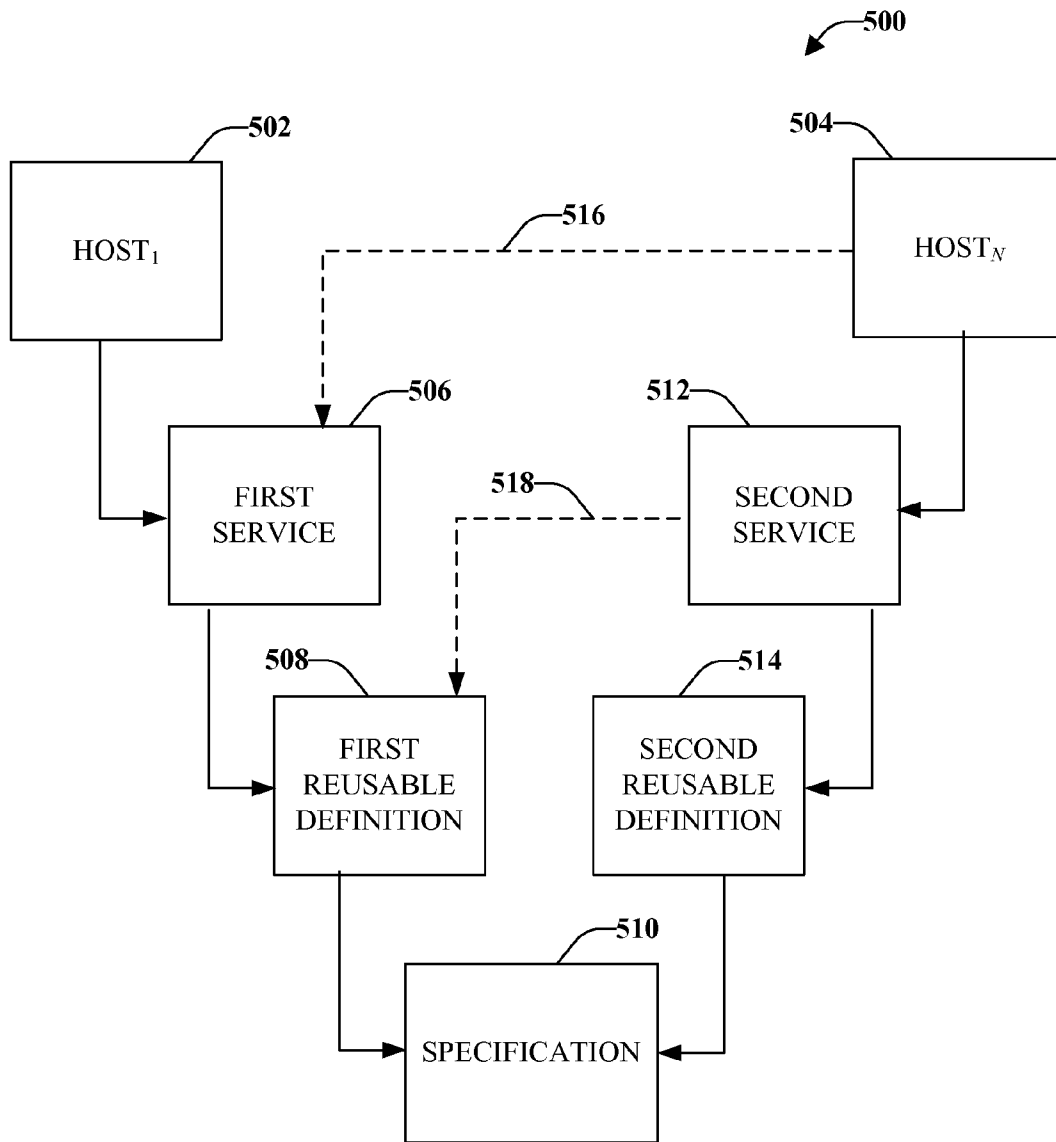 500
502
504
516
HOST₁
HOST_N
506
512
518
FIRST
SERVICE
SECOND
SERVICE
508
514
FIRST
REUSABLE
DEFINITION
SECOND
REUSABLE
DEFINITION
510
SPECIFICATION